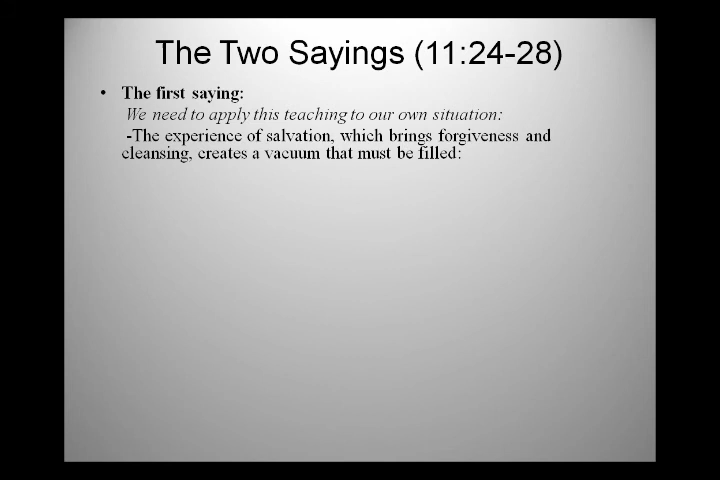 The Two Sayings (11:24-28)
• The first saying:
We need to apply this teaching to our own situation:
-The experience of salvation, which brings forgiveness and
cleansing, creates a vacuum that must be filled: